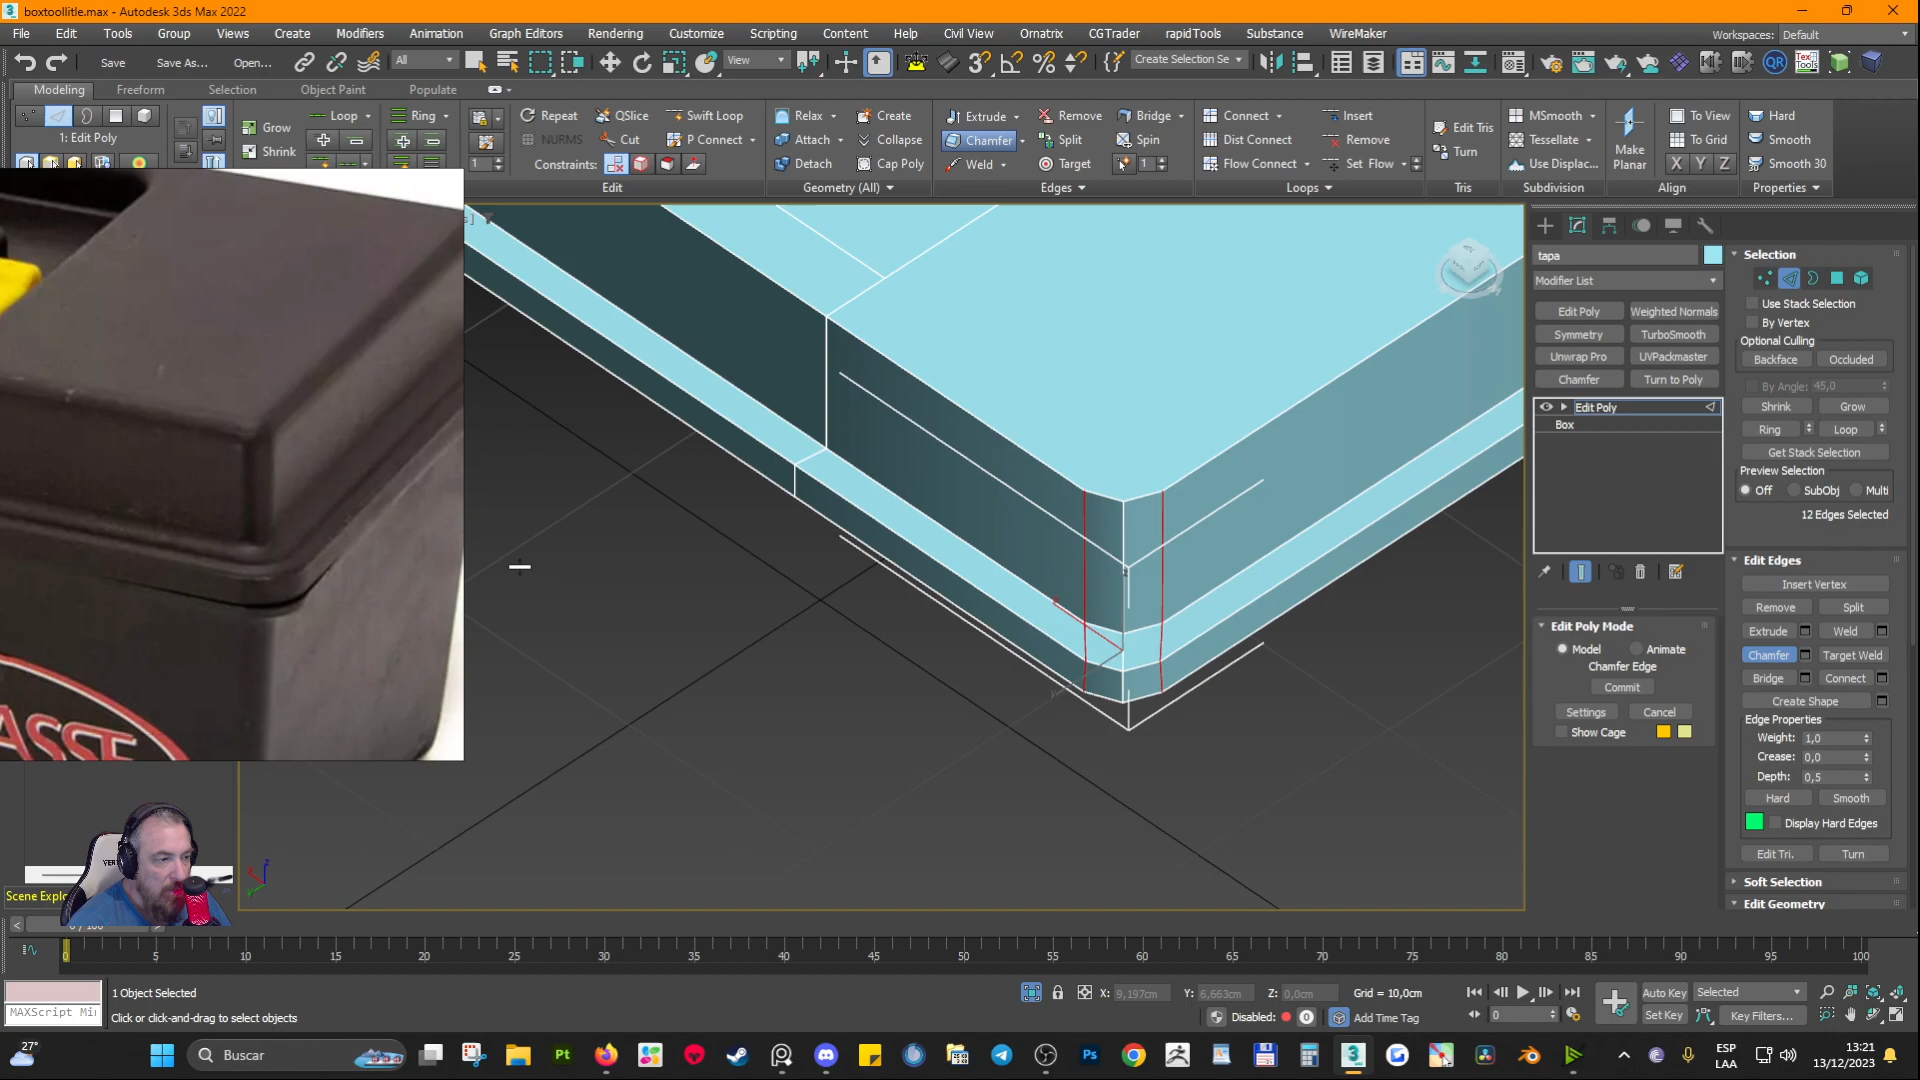 boxtoollitle.max - Autodesk 3ds Max 2022
File Edit Tools Group Views Create Modifiers Animation Graph Editors Rendering Customize Scripting Content Help Civil View Ornatrix CGTrader rapidTools Substance WireMaker
Workspaces: Default
Save Save As... Open... All View Create Selection Se
Modeling Freeform Selection Object Paint Populate
Loop Ring Repeat QSlice Swift Loop Relax Create Extrude Remove Bridge Connect Insert MSmooth To View Hard
1: Edit Poly Grow NURMS Cut P Connect Attach Collapse Chamfer Split Spin Dist Connect Remove Edit Tris Tessellate Make Planar To Grid Smooth
Shrink 1 Constraints: Detach Cap Poly Weld Target 1 Flow Connect Set Flow Turn Use Displac... X Y Z Smooth 30
Edit Geometry (All) Edges Loops Tris Subdivision Align Properties
tapa
Modifier List
Edit Poly Weighted Normals
Symmetry TurboSmooth
Unwrap Pro UVPackmaster
Chamfer Turn to Poly
Edit Poly
Box
Edit Poly Mode
Model Animate
Chamfer Edge
Commit
Settings Cancel
Show Cage
Selection
Use Stack Selection
By Vertex
Optional Culling
Backface Occluded
By Angle: 45,0
Shrink Grow
Ring Loop
Get Stack Selection
Preview Selection
Off SubObj Multi
12 Edges Selected
Edit Edges
Insert Vertex
Remove Split
Extrude Weld
Chamfer Target Weld
Bridge Connect
Create Shape
Edge Properties
Weight: 1,0
Crease: 0,0
Depth: 0,5
Hard Smooth
Display Hard Edges
Edit Tri. Turn
Soft Selection
Edit Geometry
ASSE
Scene Explo
0 / 100
0 5 10 15 20 25 30 35 40 45 50 55 60 65 70 75 80 85 90 95 100
1 Object Selected
X: 9,197cm Y: 6,663cm Z: 0,0cm Grid = 10,0cm
Auto Key Selected
MAXScript Mi
Click or click-and-drag to select objects
Disabled: 0 Add Time Tag
0
Set Key Key Filters...
27°
Buscar
ESP
LAA
13:21
13/12/2023